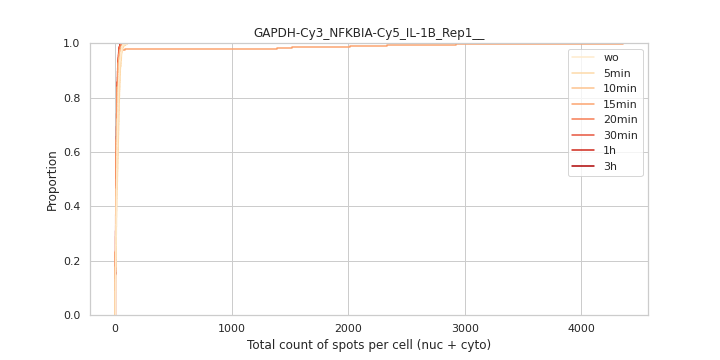 GAPDH-Cy3_NFKBIA-Cy5_IL-1B_Rep1__
1.0
0.8
0.6
0.4
0.2
0.0
Proportion
0
1000
2000
3000
4000
Total count of spots per cell (nuc + cyto)
wo
5min
10min
15min
20min
30min
1h
3h